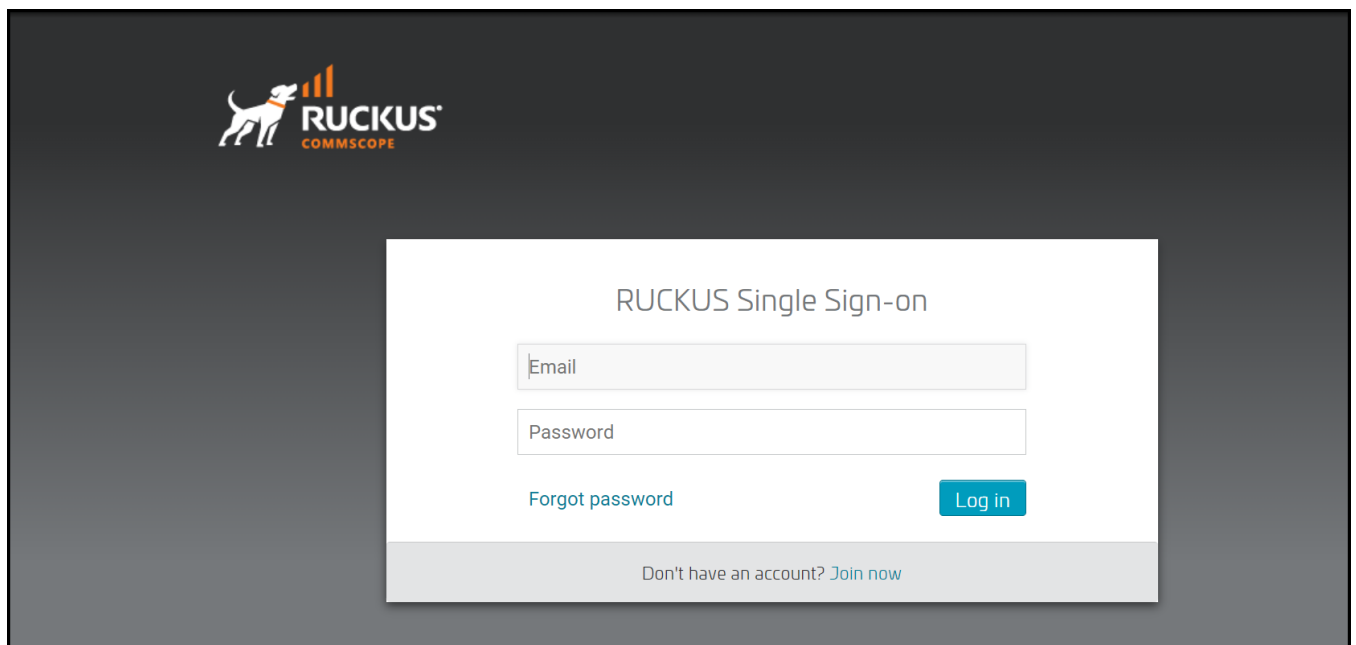 RUCKUS®
COMMSCOPE
RUCKUS Single Sign-on
Email
Password
Forgot password
Log in
Don't have an account? Join now